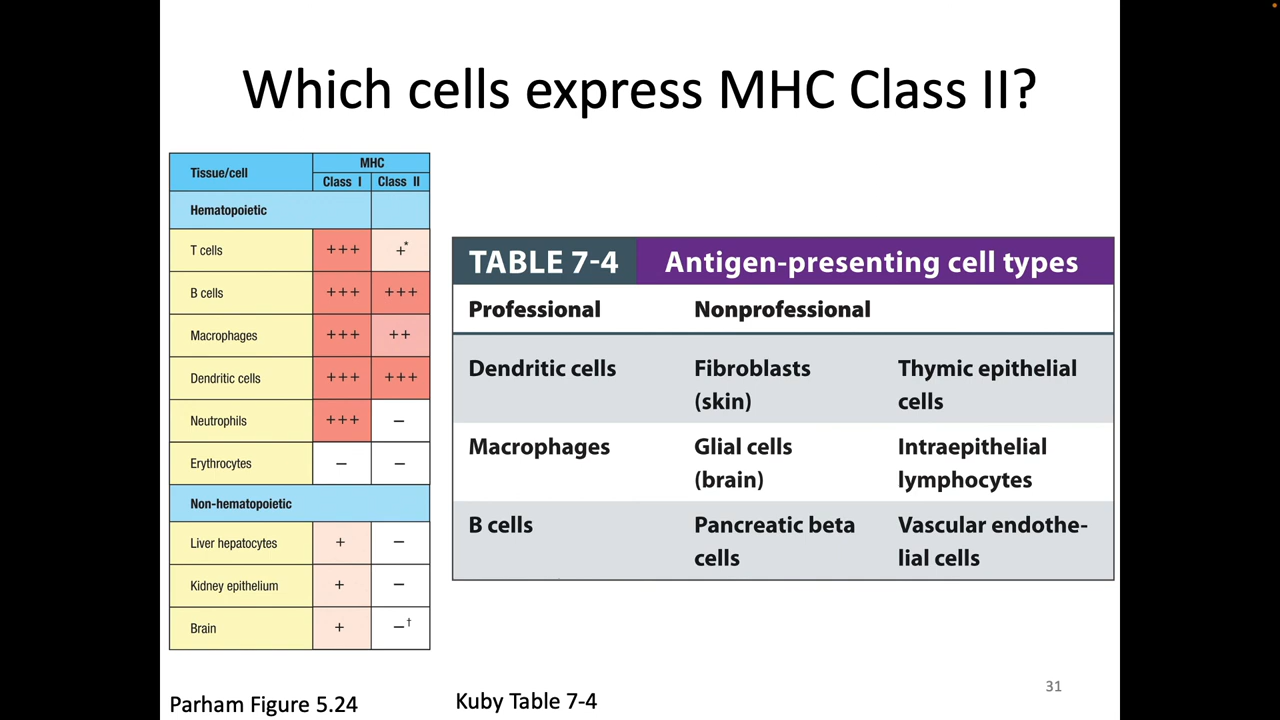 Which cells express MHC Class II?
Tissue/cell
MHC
Class I Class II
Hematopoietic
T cells +++ +*
B cells +++ +++
Macrophages +++ ++
Dendritic cells +++ +++
Neutrophils +++ −
Erythrocytes − −
Non-hematopoietic
Liver hepatocytes + −
Kidney epithelium + −
Brain + −†
Parham Figure 5.24
TABLE 7-4 Antigen-presenting cell types
Professional Nonprofessional
Dendritic cells Fibroblasts Thymic epithelial
(skin) cells
Macrophages Glial cells Intraepithelial
(brain) lymphocytes
B cells Pancreatic beta Vascular endothe-
cells lial cells
Kuby Table 7-4
31